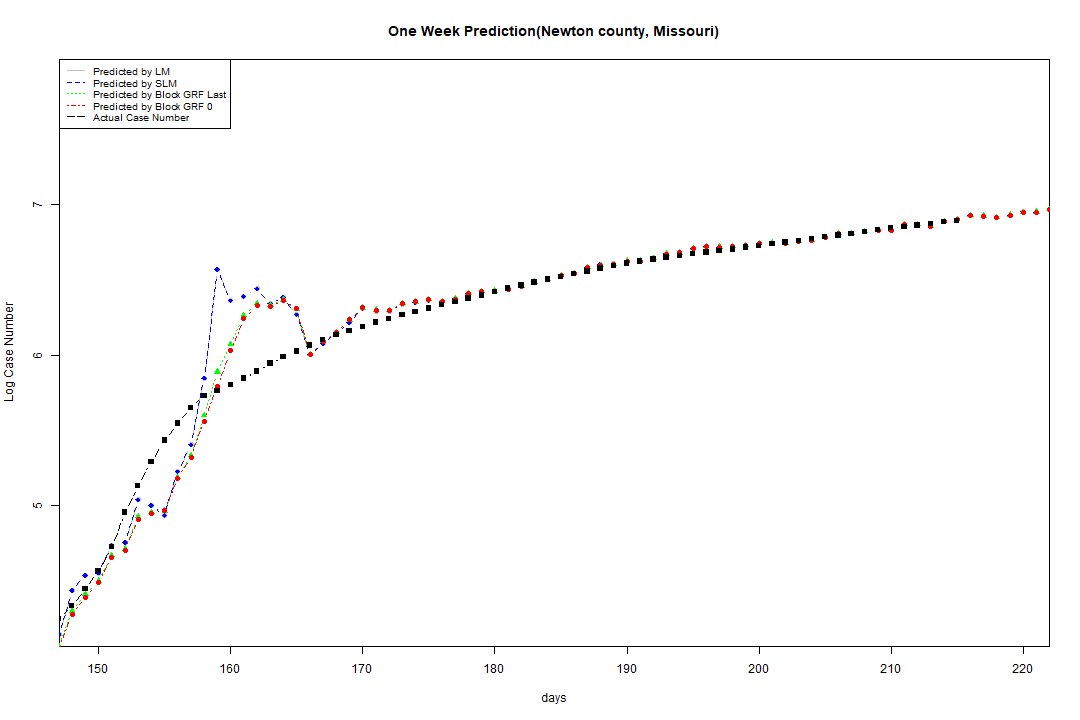 One Week Prediction(Newton county, Missouri)
Predicted by LM
Predicted by SLM
Predicted by Block GRF Last
Predicted by Block GRF 0
Actual Case Number
7
6
5
Log Case Number
150 160 170 180 190 200 210 220
days